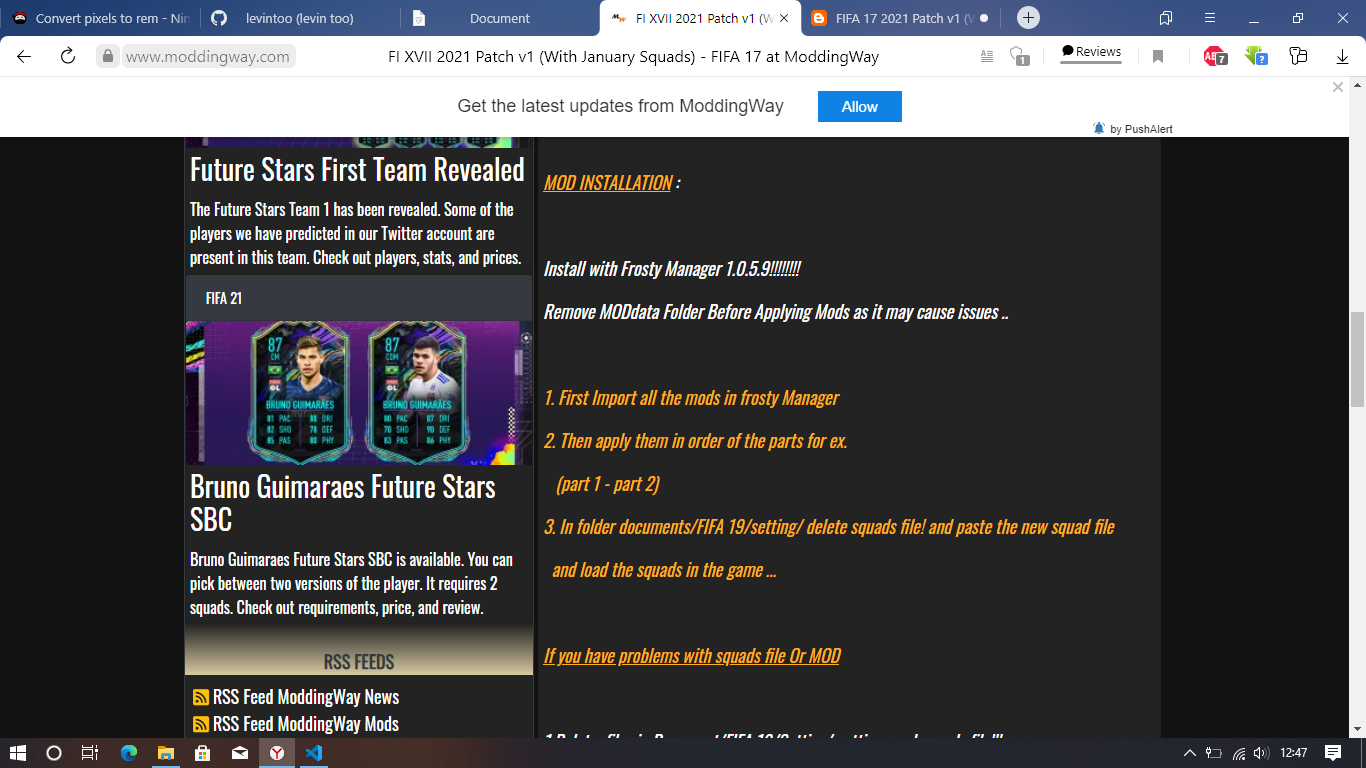 Convert pixels to rem - Nin
levintoo (levin too)
Document
FI XVII 2021 Patch v1 (W
FIFA 17 2021 Patch v1 (
www.moddingway.com
FI XVII 2021 Patch v1 (With January Squads) - FIFA 17 at ModdingWay
1
Reviews
7
?
Get the latest updates from ModdingWay
Allow
by PushAlert
Future Stars First Team Revealed
The Future Stars Team 1 has been revealed. Some of the
players we have predicted in our Twitter account are
present in this team. Check out players, stats, and prices.
FIFA 21
87
CM
BRUNO GUIMARÃES
81 PAC 88 DRI
82 SHO 78 DEF
85 PAS 80 PHY
87
CDM
BRUNO GUIMARÃES
80 PAC 87 DRI
70 SHO 90 DEF
83 PAS 86 PHY
Bruno Guimaraes Future Stars
SBC
Bruno Guimaraes Future Stars SBC is available. You can
pick between two versions of the player. It requires 2
squads. Check out requirements, price, and review.
RSS FEEDS
RSS Feed ModdingWay News
RSS Feed ModdingWay Mods
MOD INSTALLATION :
Install with Frosty Manager 1.0.5.9!!!!!!!!
Remove MODdata Folder Before Applying Mods as it may cause issues ..
1. First Import all the mods in frosty Manager
2. Then apply them in order of the parts for ex.
(part 1 - part 2)
3. In folder documents/FIFA 19/setting/ delete squads file! and paste the new squad file
and load the squads in the game ...
If you have problems with squads file Or MOD
12:47